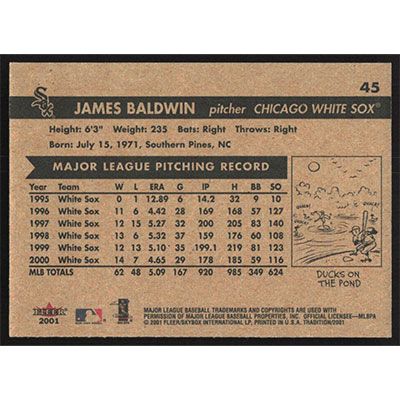 45
Sox
JAMES BALDWIN pitcher CHICAGO WHITE SOX®
Height: 6'3" Weight: 235 Bats: Right Throws: Right
Born: July 15, 1971, Southern Pines, NC
MAJOR LEAGUE PITCHING RECORD
Year Team W L ERA G IP H BB SO
1995 White Sox 0 1 12.89 6 14.2 32 9 10
1996 White Sox 11 6 4.42 28 169 168 57 127
1997 White Sox 12 15 5.27 32 200 205 83 140
1998 White Sox 13 6 5.32 37 159 176 60 108
1999 White Sox 12 13 5.10 35 199.1 219 81 123
2000 White Sox 14 7 4.65 28 178 185 59 116
MLB TOTALS 62 48 5.09 167 920 985 349 624
DUCKS ON
THE POND
FLEER
2001
MAJOR LEAGUE BASEBALL TRADEMARKS AND COPYRIGHTS ARE USED WITH
PERMISSION OF MAJOR LEAGUE BASEBALL PROPERTIES, INC. OFFICIAL LICENSEE—MLBPA
© 2001 FLEER/SKYBOX INTERNATIONAL LP, PRINTED IN U.S.A. TRADITION/2001